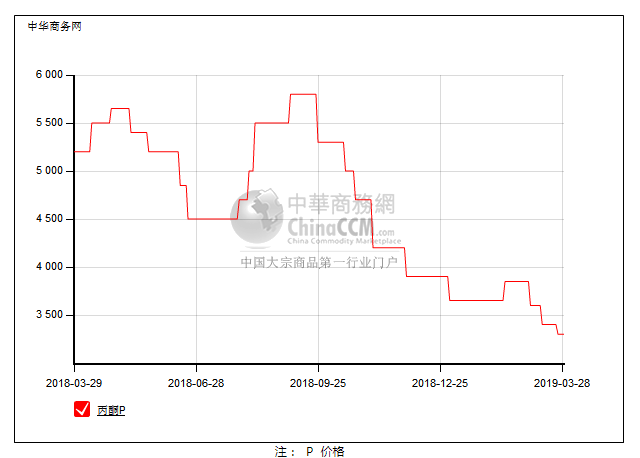 中华商务网
6 000
5 500
5 000
4 500
4 000
3 500
中華商務網
ChinaCCM.com
China Commodity Marketplace
中国大宗商品第一行业门户
2018-03-29 2018-06-28 2018-09-25 2018-12-25 2019-03-28
丙酮P
注： P 价格